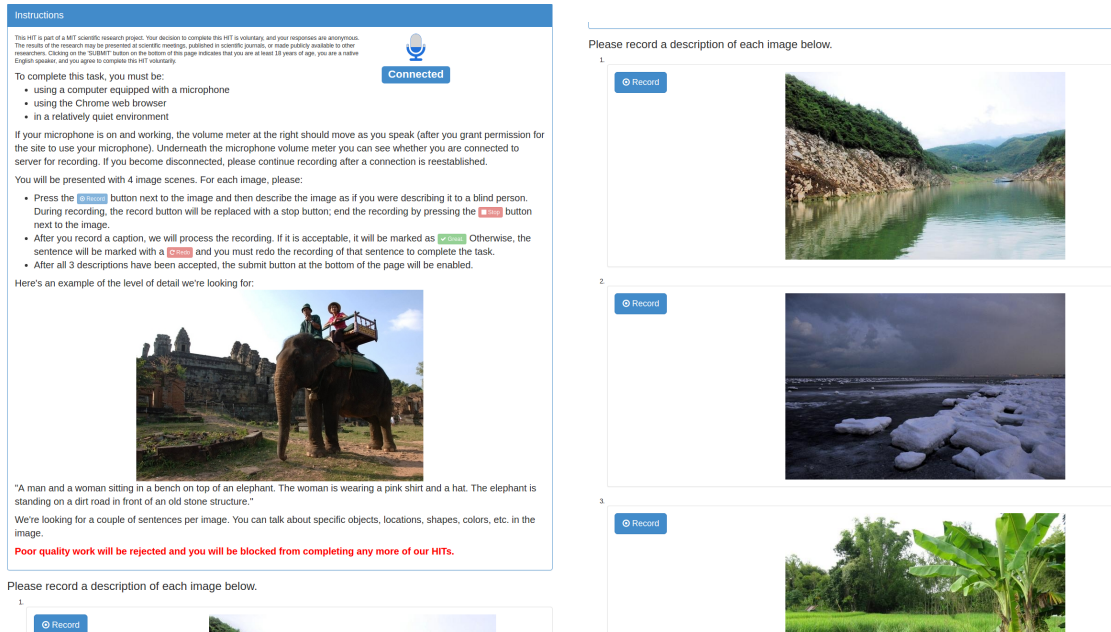 Instructions
This HIT is part of a MIT scientific research project. Your decision to complete this HIT is voluntary, and your responses are anonymous.
The results of the research may be presented at scientific meetings, published in scientific journals, or made publicly available to other
researchers. Clicking on the 'SUBMIT' button on the bottom of this page indicates that you are at least 18 years of age, you are a native
English speaker, and you agree to complete this HIT voluntarily.
Connected
To complete this task, you must be:
• using a computer equipped with a microphone
• using the Chrome web browser
• in a relatively quiet environment
If your microphone is on and working, the volume meter at the right should move as you speak (after you grant permission for
the site to use your microphone). Underneath the microphone volume meter you can see whether you are connected to
server for recording. If you become disconnected, please continue recording after a connection is reestablished.
You will be presented with 4 image scenes. For each image, please:
• Press the Record button next to the image and then describe the image as if you were describing it to a blind person.
During recording, the record button will be replaced with a stop button; end the recording by pressing the Stop button
next to the image.
• After you record a caption, we will process the recording. If it is acceptable, it will be marked as Great. Otherwise, the
sentence will be marked with a Redo and you must redo the recording of that sentence to complete the task.
• After all 3 descriptions have been accepted, the submit button at the bottom of the page will be enabled.
Here's an example of the level of detail we're looking for:
"A man and a woman sitting in a bench on top of an elephant. The woman is wearing a pink shirt and a hat. The elephant is
standing on a dirt road in front of an old stone structure."
We're looking for a couple of sentences per image. You can talk about specific objects, locations, shapes, colors, etc. in the
image.
Poor quality work will be rejected and you will be blocked from completing any more of our HITs.
Please record a description of each image below.
1.
Record
Please record a description of each image below.
1.
Record
2.
Record
3.
Record